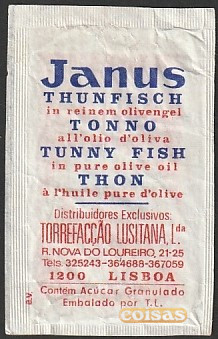 Janus
THUNFISCH
in reinem olivengel
TONNO
all'olio d'oliva
TUNNY FISH
in pure olive oil
THON
à l'huile pure d'olive
Distribuidores Exclusivos:
TORREFACÇÃO LUSITANA, L.da
R. NOVA DO LOUREIRO, 21-25
Téls. 325243-364688-367059
1200 LISBOA
Contém Açúcar Granulado
Embalado por T.L.
E.V.
coisas